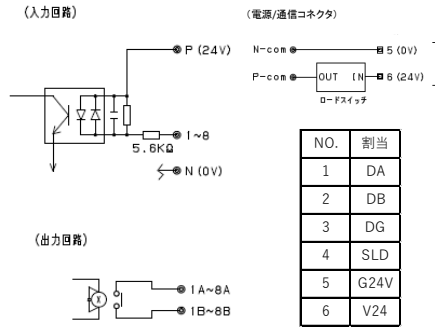 (入力回路)
P (24V)
5.6KΩ
1~8
N (0V)
(出力回路)
X
1A~8A
1B~8B
(電源/通信コネクタ)
N-com
5 (0V)
P-com
OUT IN
6 (24V)
ロードスイッチ
NO. 割当
1 DA
2 DB
3 DG
4 SLD
5 G24V
6 V24